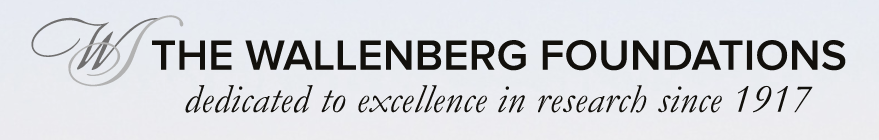 THE WALLENBERG FOUNDATIONS
dedicated to excellence in research since 1917